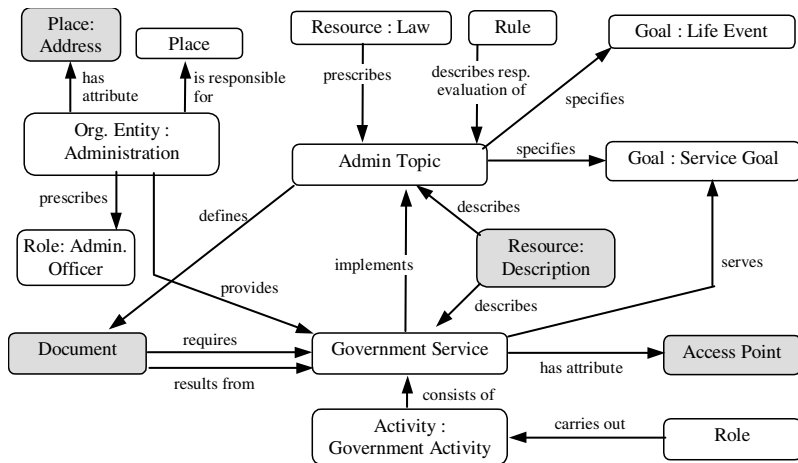 Place:
Address
Place
Resource : Law
Rule
Goal : Life Event
has
attribute
is responsible
for
prescribes
describes resp.
evaluation of
specifies
Org. Entity :
Administration
Admin Topic
specifies
Goal : Service Goal
prescribes
defines
describes
Role: Admin.
Officer
provides
implements
Resource:
Description
serves
describes
Document
requires
Government Service
has attribute
Access Point
results from
consists of
Activity :
Government Activity
carries out
Role